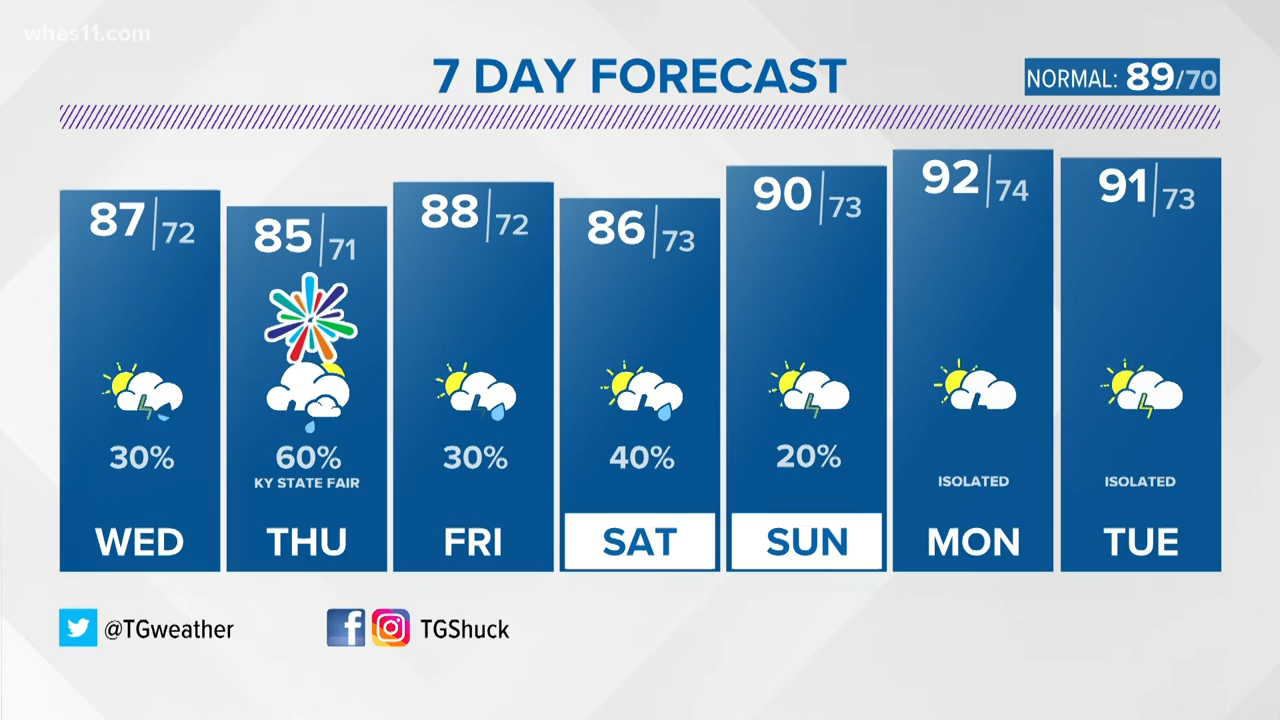 whas11.com
7 DAY FORECAST
NORMAL: 89/70
87/72
30%
WED
85/71
60%
KY STATE FAIR
THU
88/72
30%
FRI
86/73
40%
SAT
90/73
20%
SUN
92/74
ISOLATED
MON
91/73
ISOLATED
TUE
@TGweather
f
TGShuck